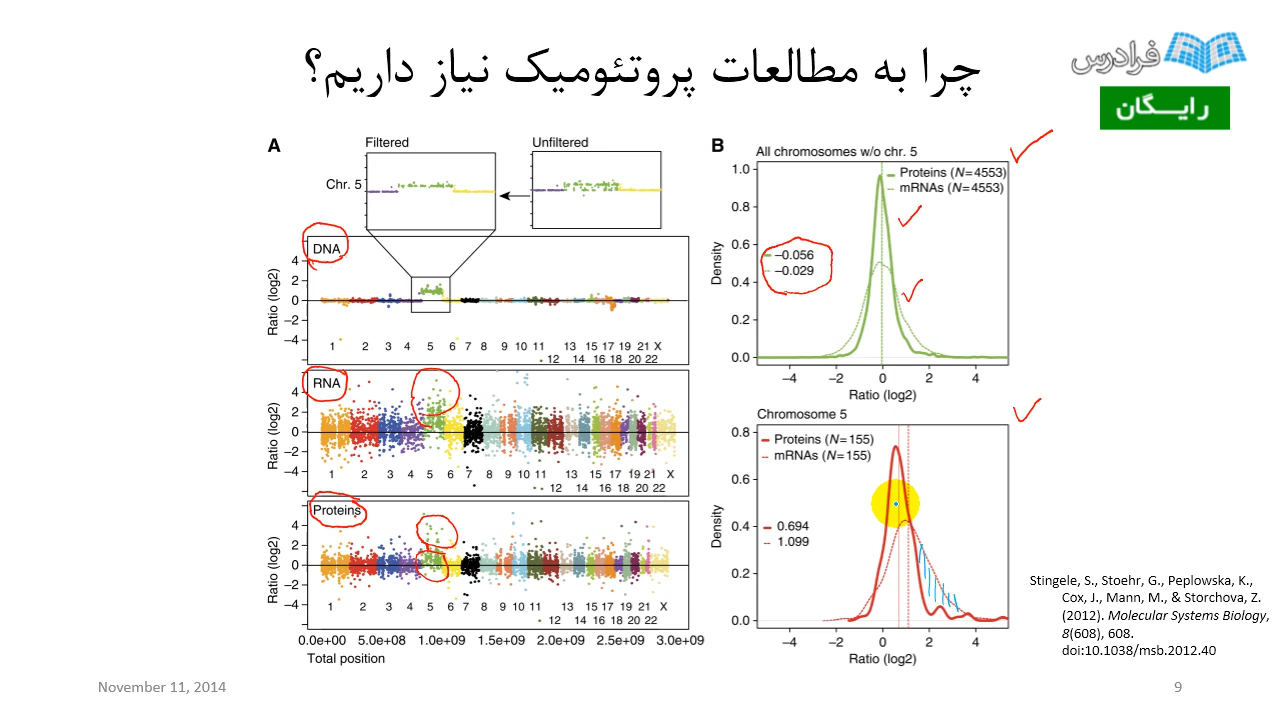 چرا به مطالعات پروتئومیک نیاز داریم؟
فرادرس
رایگان
A
Filtered
Unfiltered
Chr. 5
DNA
Ratio (log2)
4
2
0
−2
−4
1 2 3 4 5 6 7 8 9 10 11 13 15 17 19 21 X
12 14 16 18 20 22
RNA
Ratio (log2)
4
2
0
−2
−4
1 2 3 4 5 6 7 8 9 10 11 13 15 17 19 21 X
12 14 16 18 20 22
Proteins
Ratio (log2)
4
2
0
−2
−4
1 2 3 4 5 6 7 8 9 10 11 13 15 17 19 21 X
12 14 16 18 20 22
0.0e+00 5.0e+08 1.0e+09 1.5e+09 2.0e+09 2.5e+09 3.0e+09
Total position
B
All chromosomes w/o chr. 5
Proteins (N=4553)
mRNAs (N=4553)
−0.056
−0.029
Density
1.0
0.8
0.6
0.4
0.2
0.0
−4 −2 0 2 4
Ratio (log2)
Chromosome 5
Proteins (N=155)
mRNAs (N=155)
0.694
1.099
Density
0.8
0.6
0.4
0.2
0.0
−4 −2 0 2 4
Ratio (log2)
Stingele, S., Stoehr, G., Peplowska, K.,
Cox, J., Mann, M., & Storchova, Z.
(2012). Molecular Systems Biology,
8(608), 608.
doi:10.1038/msb.2012.40
November 11, 2014
9